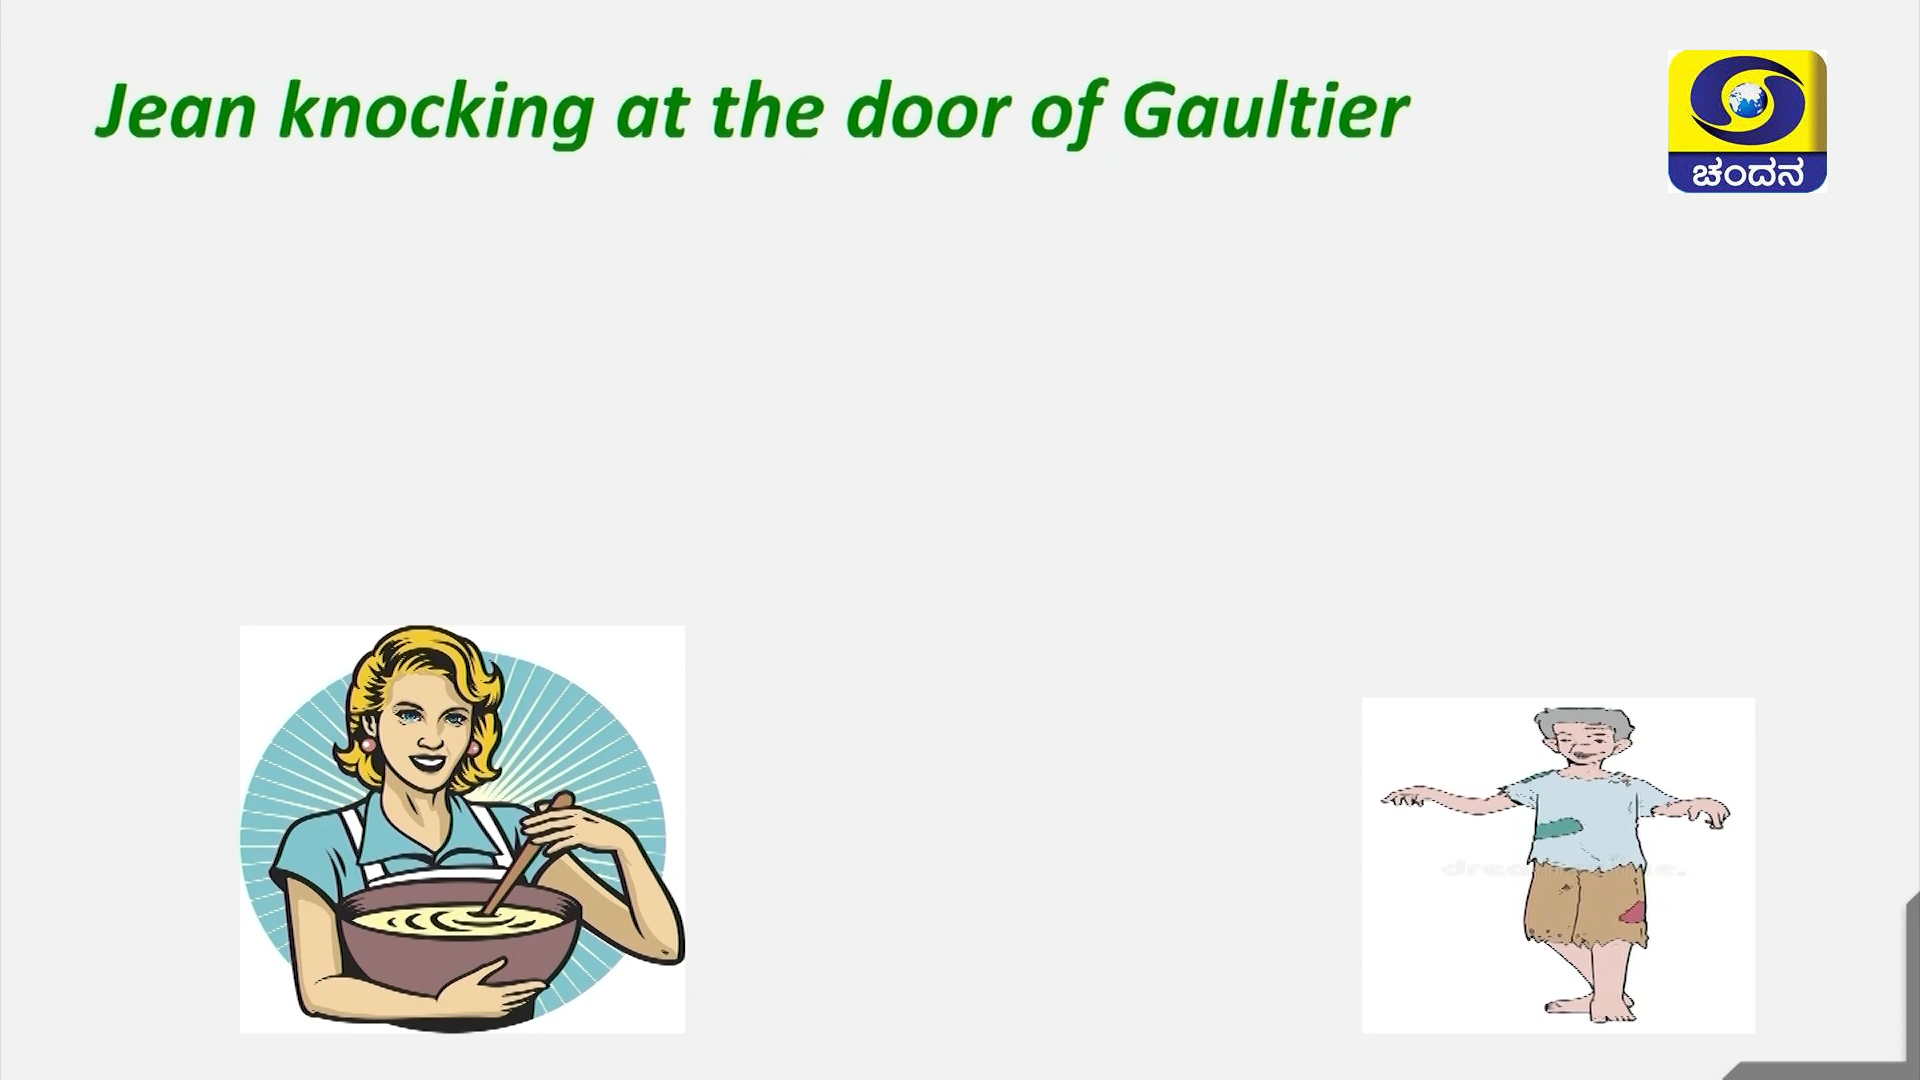 Jean knocking at the door of Gaultier
ಚಂದನ